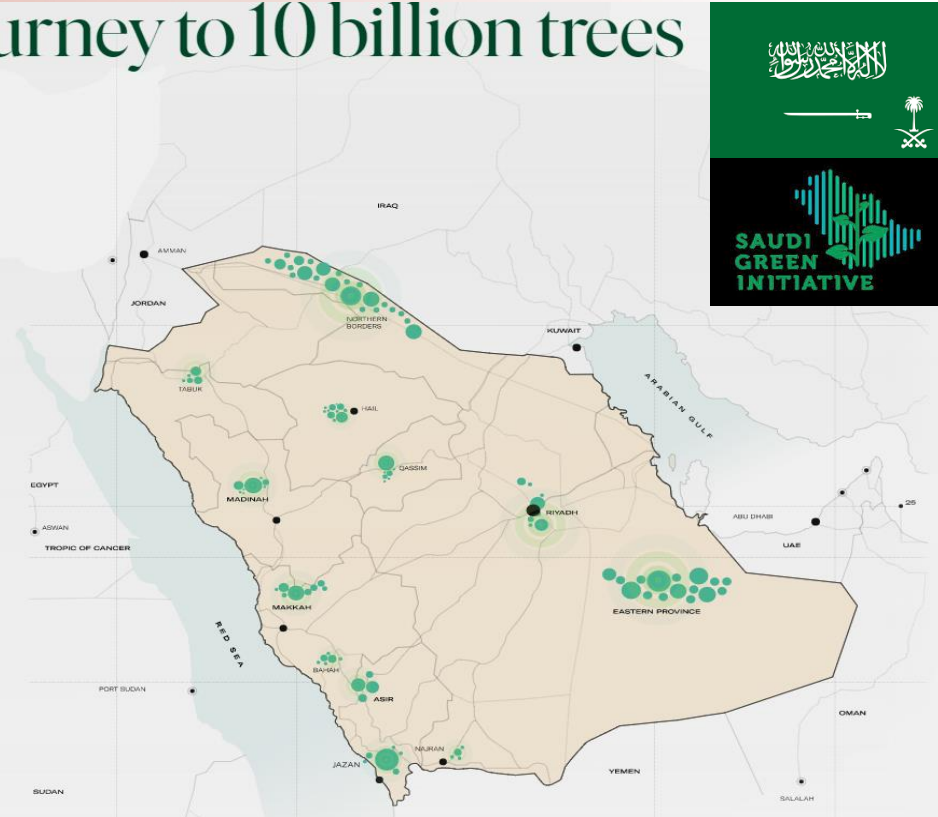 urney to 10 billion trees
لا إله إلا الله محمد رسول الله
SAUDI
GREEN
INITIATIVE
IRAQ
AMMAN
JORDAN
NORTHERN
BORDERS
KUWAIT
ARABIAN GULF
TABUK
HAIL
QASSIM
EGYPT
MADINAH
RIYADH
25
ABU DHABI
ASWAN
UAE
TROPIC OF CANCER
MAKKAH
EASTERN PROVINCE
RED SEA
BAHAH
PORT SUDAN
ASIR
OMAN
NAJRAN
JAZAN
YEMEN
SUDAN
SALALAH